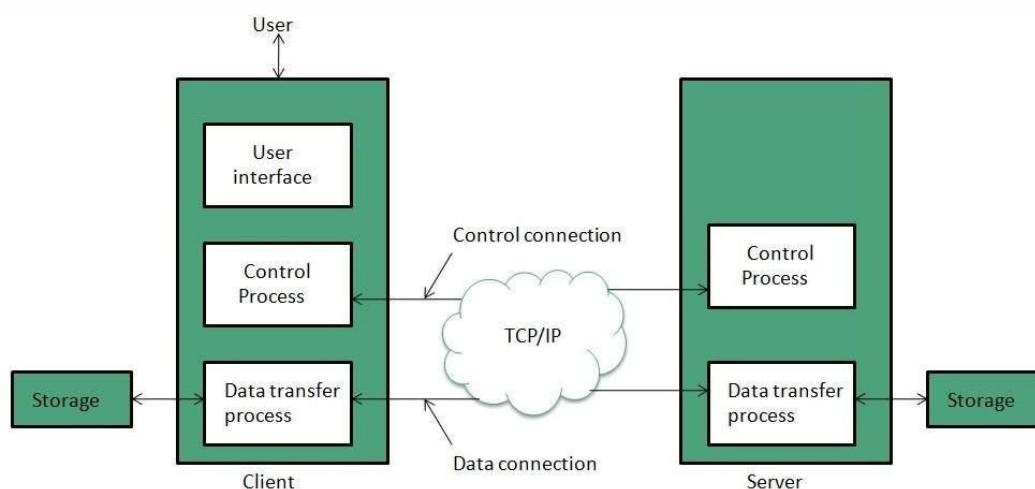 User
User
interface
Control connection
Control
Process
Control
Process
TCP/IP
Storage
Data transfer
process
Data transfer
process
Storage
Data connection
Client
Server